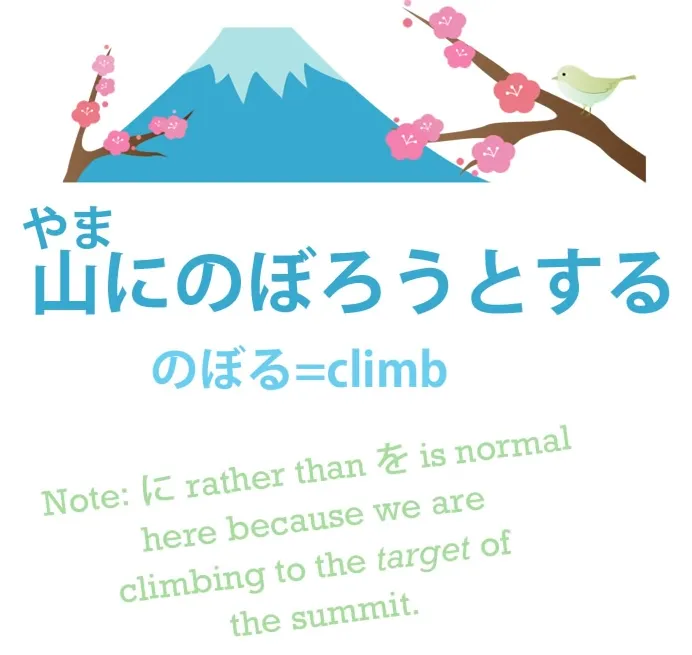 やま
山にのぼろうとする
のぼる=climb
Note: に rather than を is normal
here because we are
climbing to the target of
the summit.